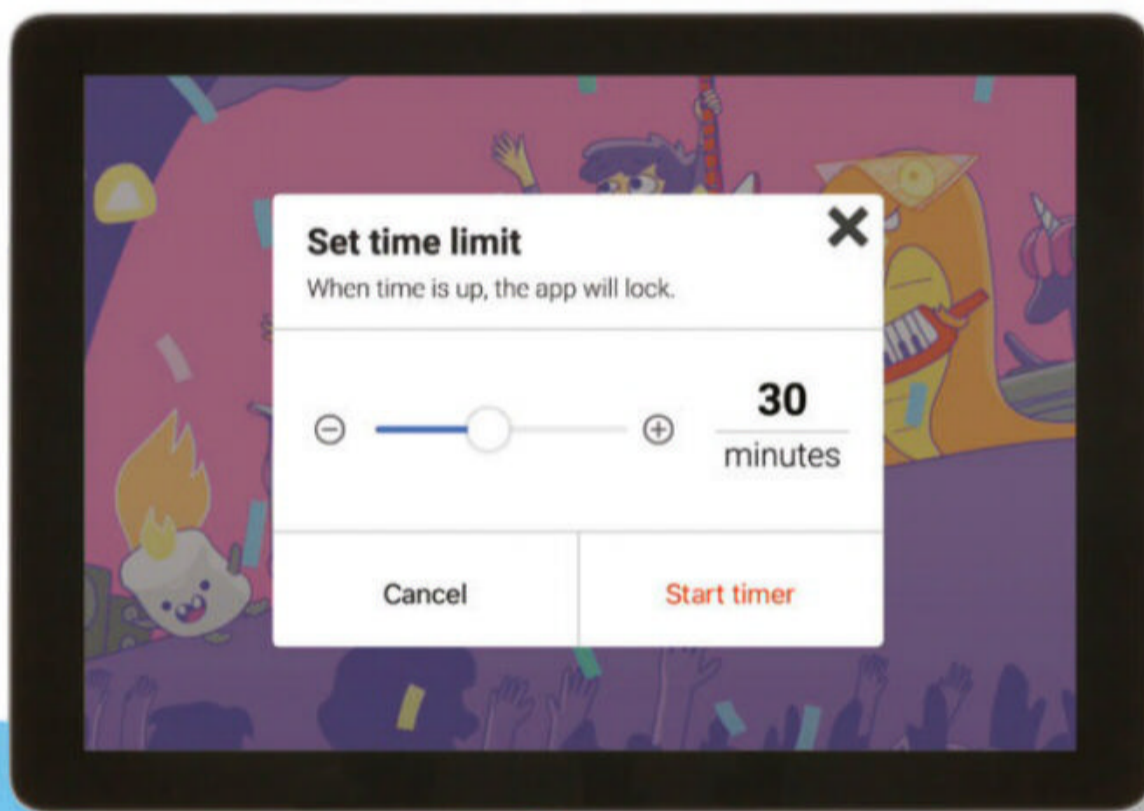 Set time limit
When time is up, the app will lock.
30
minutes
Cancel
Start timer